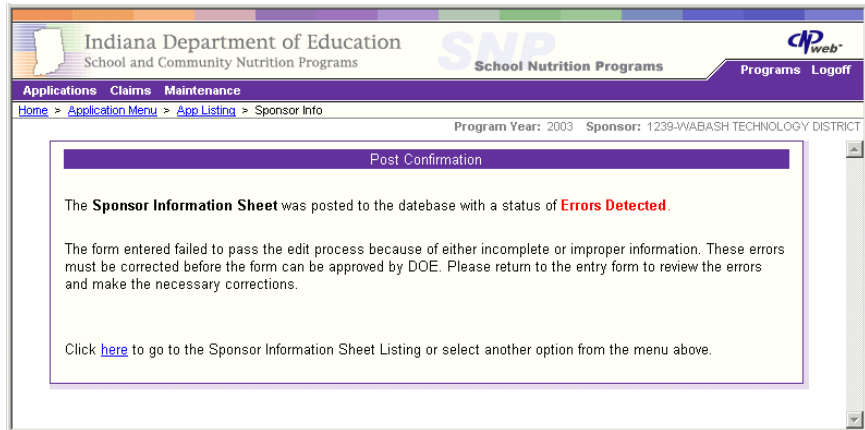 Indiana Department of Education
School and Community Nutrition Programs
SNP
School Nutrition Programs
CNPweb
Programs Logoff
Applications Claims Maintenance
Home > Application Menu > App Listing > Sponsor Info
Program Year: 2003 Sponsor: 1239-WABASH TECHNOLOGY DISTRICT
Post Confirmation
The Sponsor Information Sheet was posted to the datebase with a status of Errors Detected.
The form entered failed to pass the edit process because of either incomplete or improper information. These errors
must be corrected before the form can be approved by DOE. Please return to the entry form to review the errors
and make the necessary corrections.
Click here to go to the Sponsor Information Sheet Listing or select another option from the menu above.